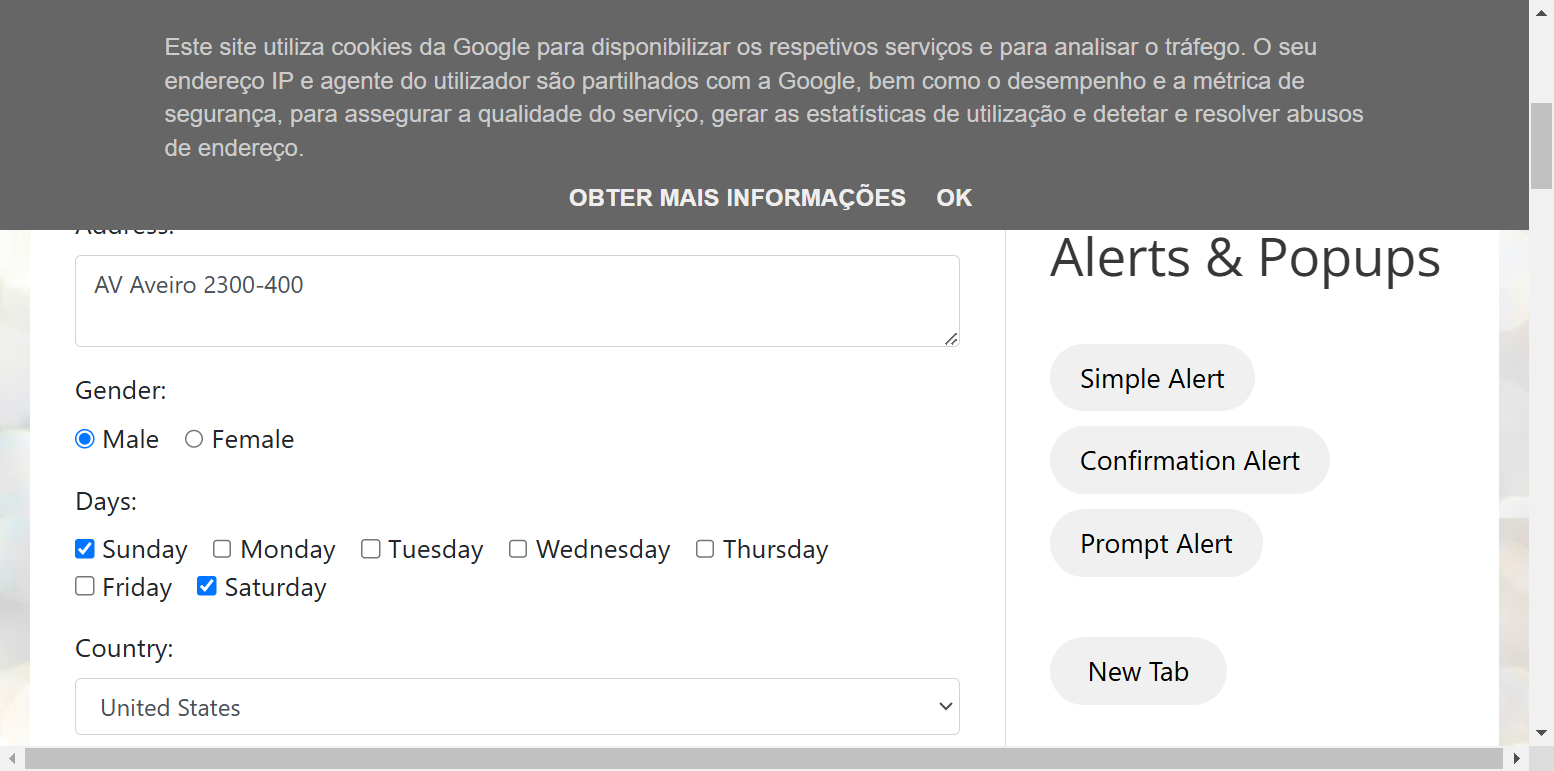 Este site utiliza cookies da Google para disponibilizar os respetivos serviços e para analisar o tráfego. O seu
endereço IP e agente do utilizador são partilhados com a Google, bem como o desempenho e a métrica de
segurança, para assegurar a qualidade do serviço, gerar as estatísticas de utilização e detetar e resolver abusos
de endereço.
OBTER MAIS INFORMAÇÕES OK
Address:
AV Aveiro 2300-400
Gender:
Male Female
Days:
Sunday Monday Tuesday Wednesday Thursday
Friday Saturday
Country:
United States
Alerts & Popups
Simple Alert
Confirmation Alert
Prompt Alert
New Tab